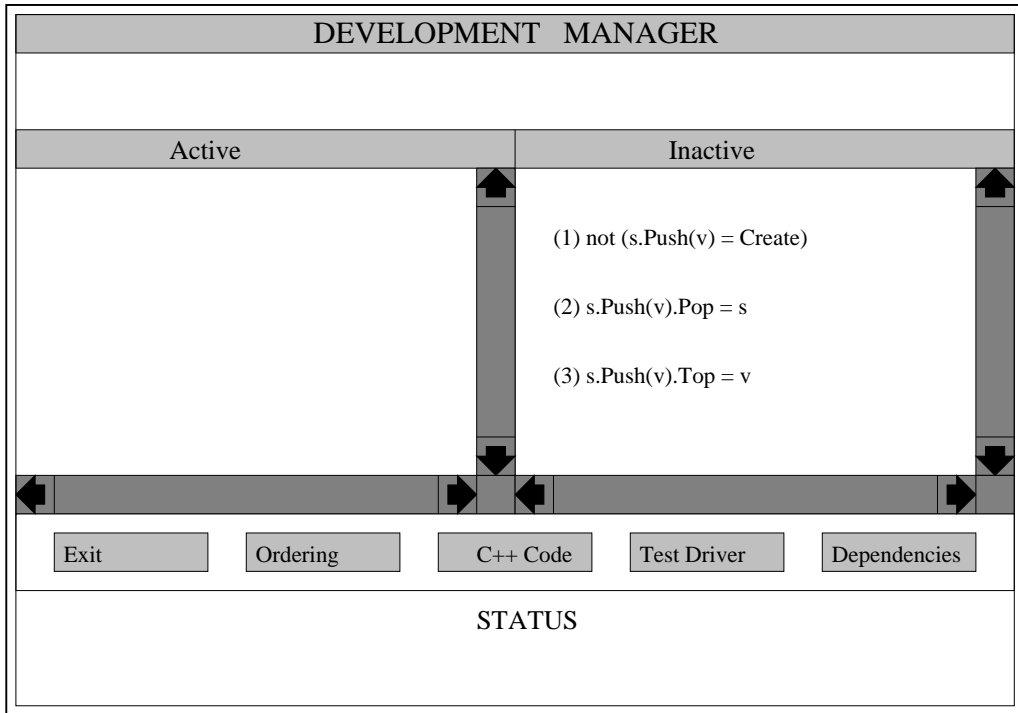 DEVELOPMENT MANAGER
Active
Inactive
(1) not (s.Push(v) = Create)
(2) s.Push(v).Pop = s
(3) s.Push(v).Top = v
Exit
Ordering
C++ Code
Test Driver
Dependencies
STATUS